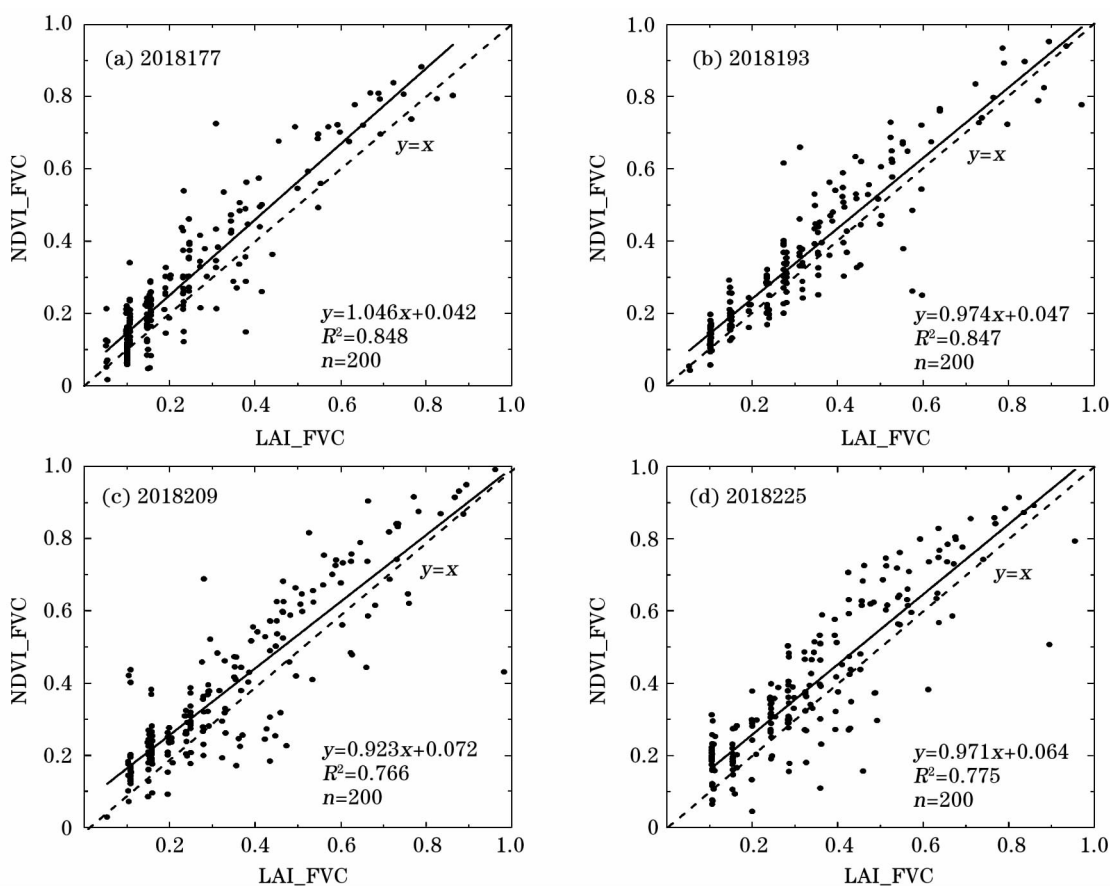 (a) 2018177
1.0
0.8
0.6
0.4
0.2
0
NDVI_FVC
y=x
y=1.046x+0.042
R²=0.848
n=200
0.2
0.4
0.6
0.8
1.0
LAI_FVC
(b) 2018193
1.0
0.8
0.6
0.4
0.2
0
NDVI_FVC
y=x
y=0.974x+0.047
R²=0.847
n=200
0.2
0.4
0.6
0.8
1.0
LAI_FVC
(c) 2018209
1.0
0.8
0.6
0.4
0.2
0
NDVI_FVC
y=x
y=0.923x+0.072
R²=0.766
n=200
0.2
0.4
0.6
0.8
1.0
LAI_FVC
(d) 2018225
1.0
0.8
0.6
0.4
0.2
0
NDVI_FVC
y=x
y=0.971x+0.064
R²=0.775
n=200
0.2
0.4
0.6
0.8
1.0
LAI_FVC